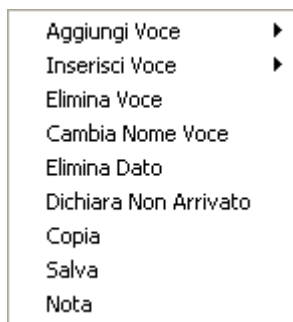 Aggiungi Voce
Inserisci Voce
Elimina Voce
Cambia Nome Voce
Elimina Dato
Dichiara Non Arrivato
Copia
Salva
Nota